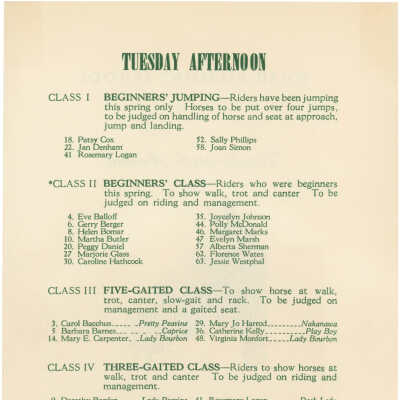 TUESDAY AFTERNOON
CLASS I BEGINNERS' JUMPING—Riders have been jumping
this spring only Horses to be put over four jumps,
to be judged on handling of horse and seat at approach,
jump and landing.
18. Patsy Cox 52. Sally Phillips
22. Jan Denham 58. Joan Simon
41 Rosemary Logan
*CLASS II BEGINNERS' CLASS—Riders who were beginners
this spring. To show walk, trot and canter To be
judged on riding and management.
4. Eve Balloff 35. Joycelyn Johnson
6. Gerry Berger 44. Polly McDonald
8. Helen Bomar 46. Margaret Marks
10. Martha Butler 47 Evelyn Marsh
20. Peggy Daniel 57 Alberta Sherman
27 Marjorie Glass 62. Florence Wates
30. Caroline Hathcock 63. Jessie Westphal
CLASS III FIVE-GAITED CLASS—To show horse at walk,
trot, canter, slow-gait and rack. To be judged on
management and a gaited seat.
3. Carol Bacchus Pretty Peavine 29. Mary Jo Harrod Nakanawa
5 Barbara Barnes Caprice 36. Catherine Kelly Play Boy
14. Mary E. Carpenter Lady Bourbon 48. Virginia Monfort Lady Bourbon
CLASS IV THREE-GAITED CLASS—Riders to show horses at
walk, trot and canter To be judged on riding and
management.